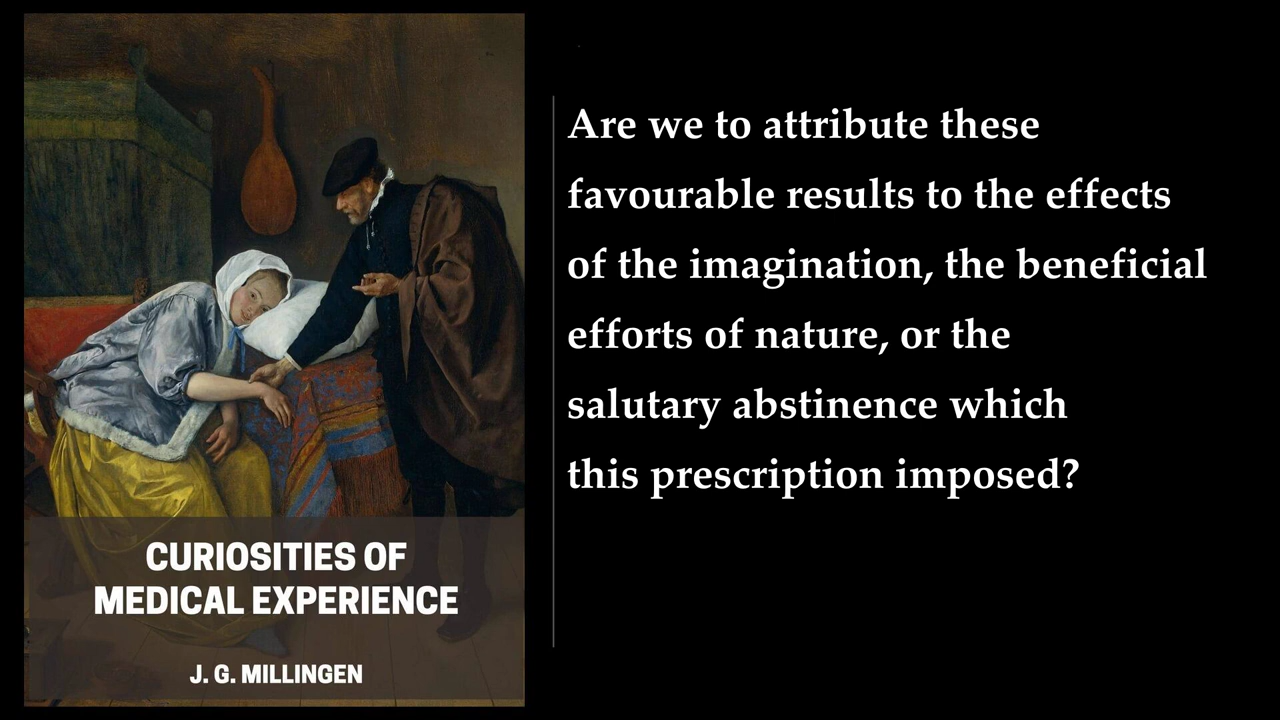 Are we to attribute these
favourable results to the effects
of the imagination, the beneficial
efforts of nature, or the
salutary abstinence which
this prescription imposed?
CURIOSITIES OF
MEDICAL EXPERIENCE
J. G. MILLINGEN